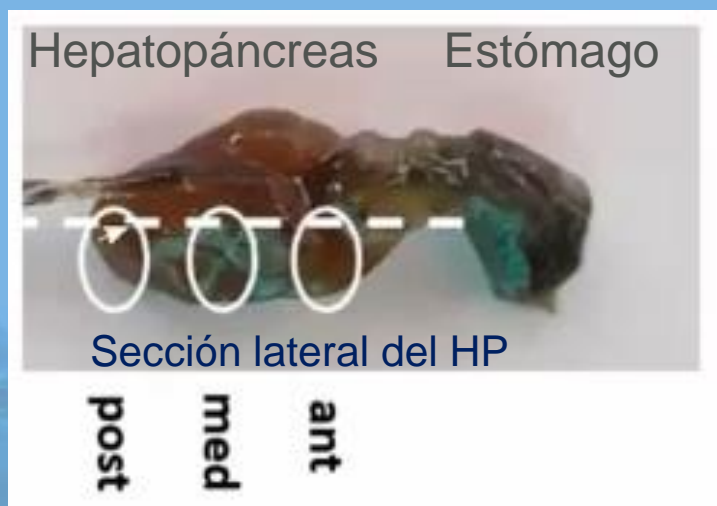 Hepatopáncreas Estómago
Sección lateral del HP
post
med
ant